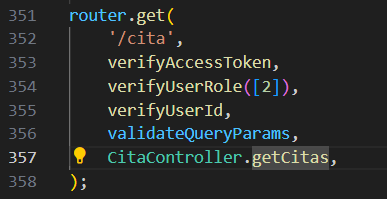 351 router.get(
352     '/cita',
353     verifyAccessToken,
354     verifyUserRole([2]),
355     verifyUserId,
356     validateQueryParams,
357     CitaController.getCitas,
358 );